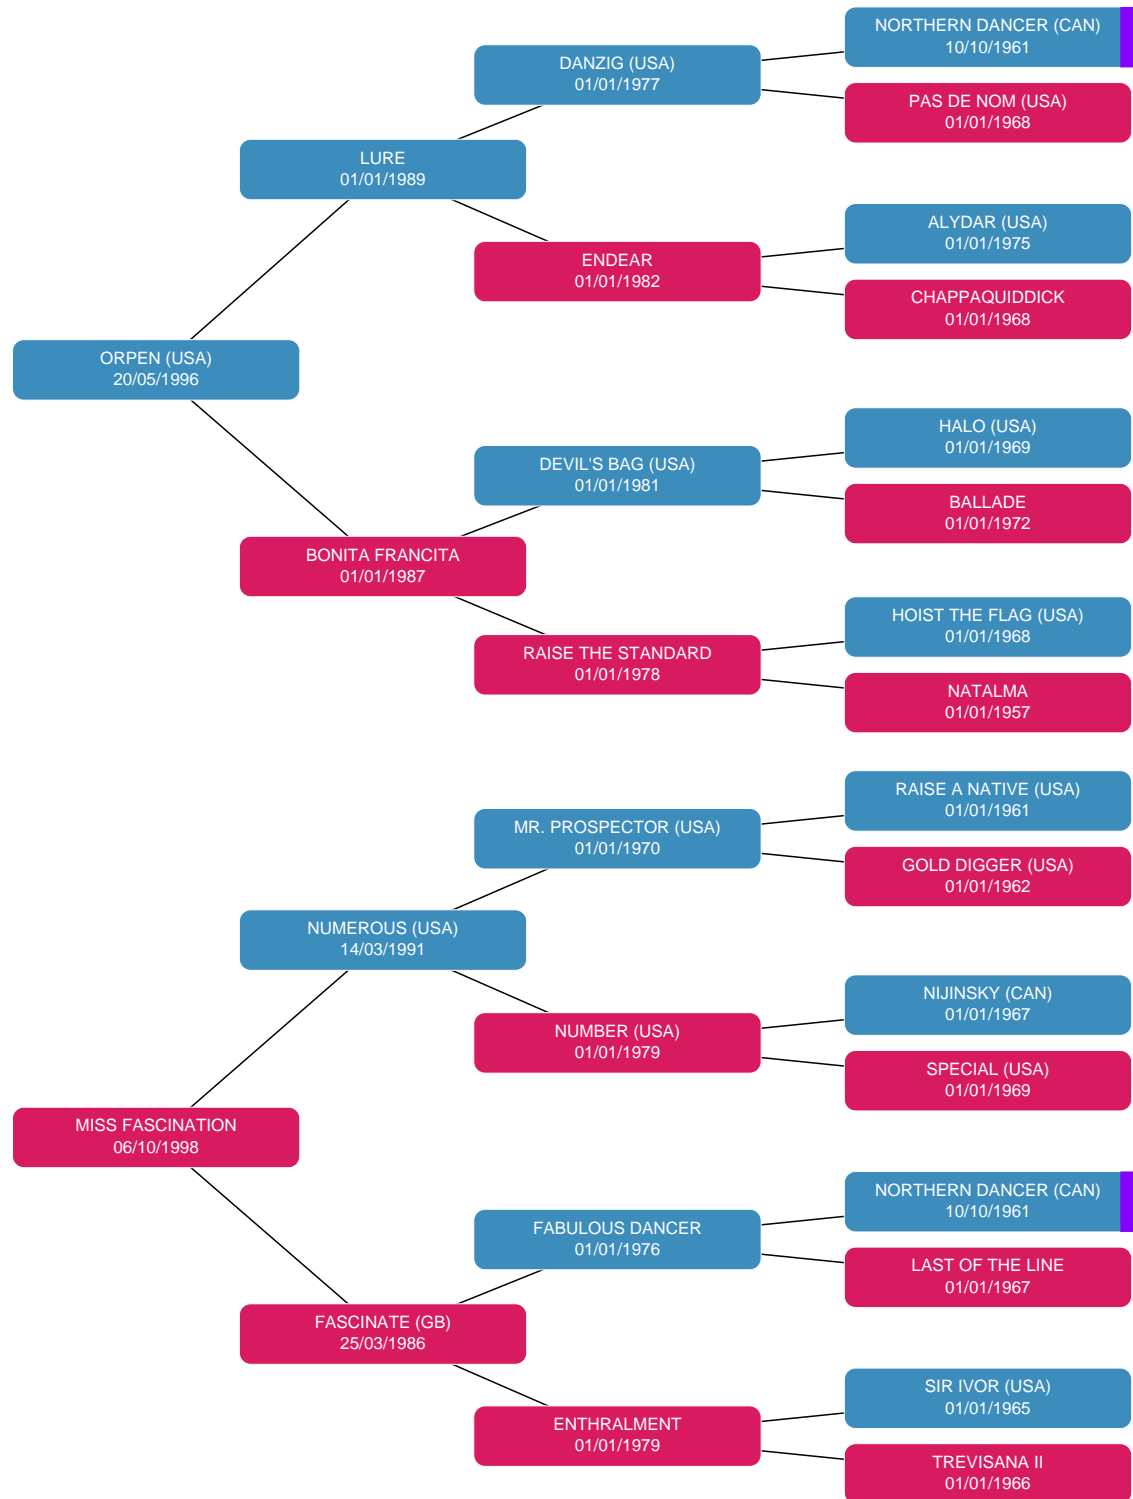 NORTHERN DANCER (CAN)
10/10/1961
DANZIG (USA)
01/01/1977
PAS DE NOM (USA)
01/01/1968
LURE
01/01/1989
ALYDAR (USA)
01/01/1975
ENDEAR
01/01/1982
CHAPPAQUIDDICK
01/01/1968
ORPEN (USA)
20/05/1996
HALO (USA)
01/01/1969
DEVIL'S BAG (USA)
01/01/1981
BALLADE
01/01/1972
BONITA FRANCITA
01/01/1987
HOIST THE FLAG (USA)
01/01/1968
RAISE THE STANDARD
01/01/1978
NATALMA
01/01/1957
RAISE A NATIVE (USA)
01/01/1961
MR. PROSPECTOR (USA)
01/01/1970
GOLD DIGGER (USA)
01/01/1962
NUMEROUS (USA)
14/03/1991
NIJINSKY (CAN)
01/01/1967
NUMBER (USA)
01/01/1979
SPECIAL (USA)
01/01/1969
MISS FASCINATION
06/10/1998
NORTHERN DANCER (CAN)
10/10/1961
FABULOUS DANCER
01/01/1976
LAST OF THE LINE
01/01/1967
FASCINATE (GB)
25/03/1986
SIR IVOR (USA)
01/01/1965
ENTHRALMENT
01/01/1979
TREVISANA II
01/01/1966